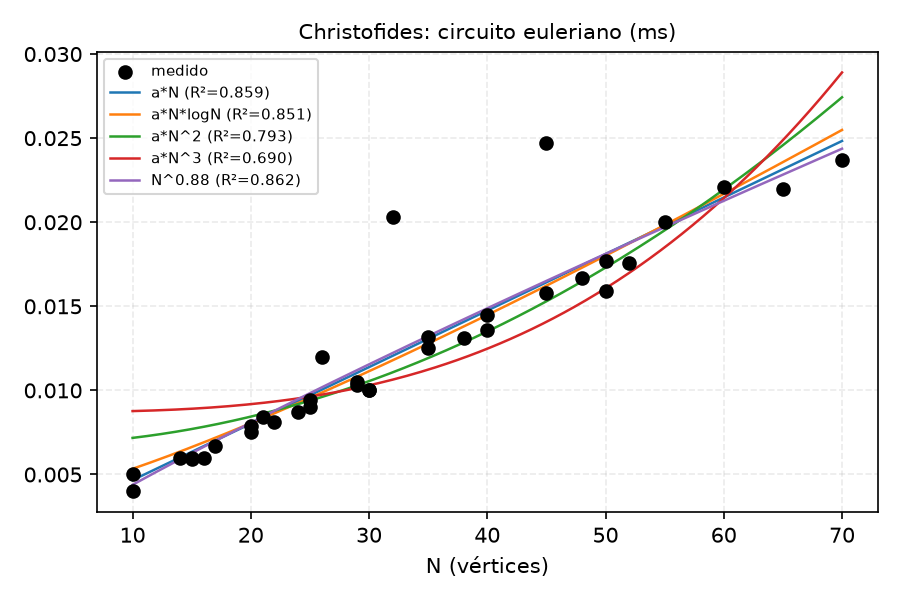 Christofides: circuito euleriano (ms)
0.030
0.025
0.020
0.015
0.010
0.005
medido
a*N (R²=0.859)
a*N*logN (R²=0.851)
a*N^2 (R²=0.793)
a*N^3 (R²=0.690)
N^0.88 (R²=0.862)
10 20 30 40 50 60 70
N (vértices)